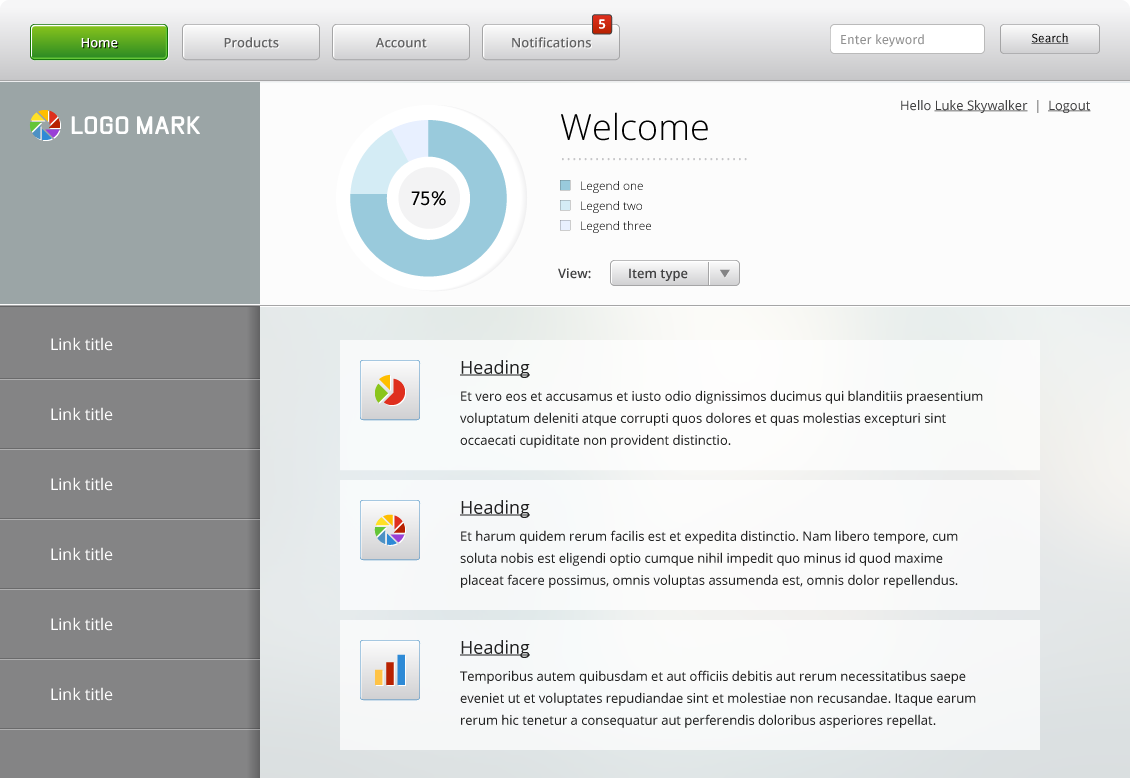 Home
Products
Account
Notifications
5
Enter keyword
Search
LOGO MARK
Hello Luke Skywalker | Logout
75%
Welcome
Legend one
Legend two
Legend three
View:
Item type
Link title
Link title
Link title
Link title
Link title
Link title
Heading
Et vero eos et accusamus et iusto odio dignissimos ducimus qui blanditiis praesentium
voluptatum deleniti atque corrupti quos dolores et quas molestias excepturi sint
occaecati cupiditate non provident distinctio.
Heading
Et harum quidem rerum facilis est et expedita distinctio. Nam libero tempore, cum
soluta nobis est eligendi optio cumque nihil impedit quo minus id quod maxime
placeat facere possimus, omnis voluptas assumenda est, omnis dolor repellendus.
Heading
Temporibus autem quibusdam et aut officiis debitis aut rerum necessitatibus saepe
eveniet ut et voluptates repudiandae sint et molestiae non recusandae. Itaque earum
rerum hic tenetur a consequatur aut perferendis doloribus asperiores repellat.